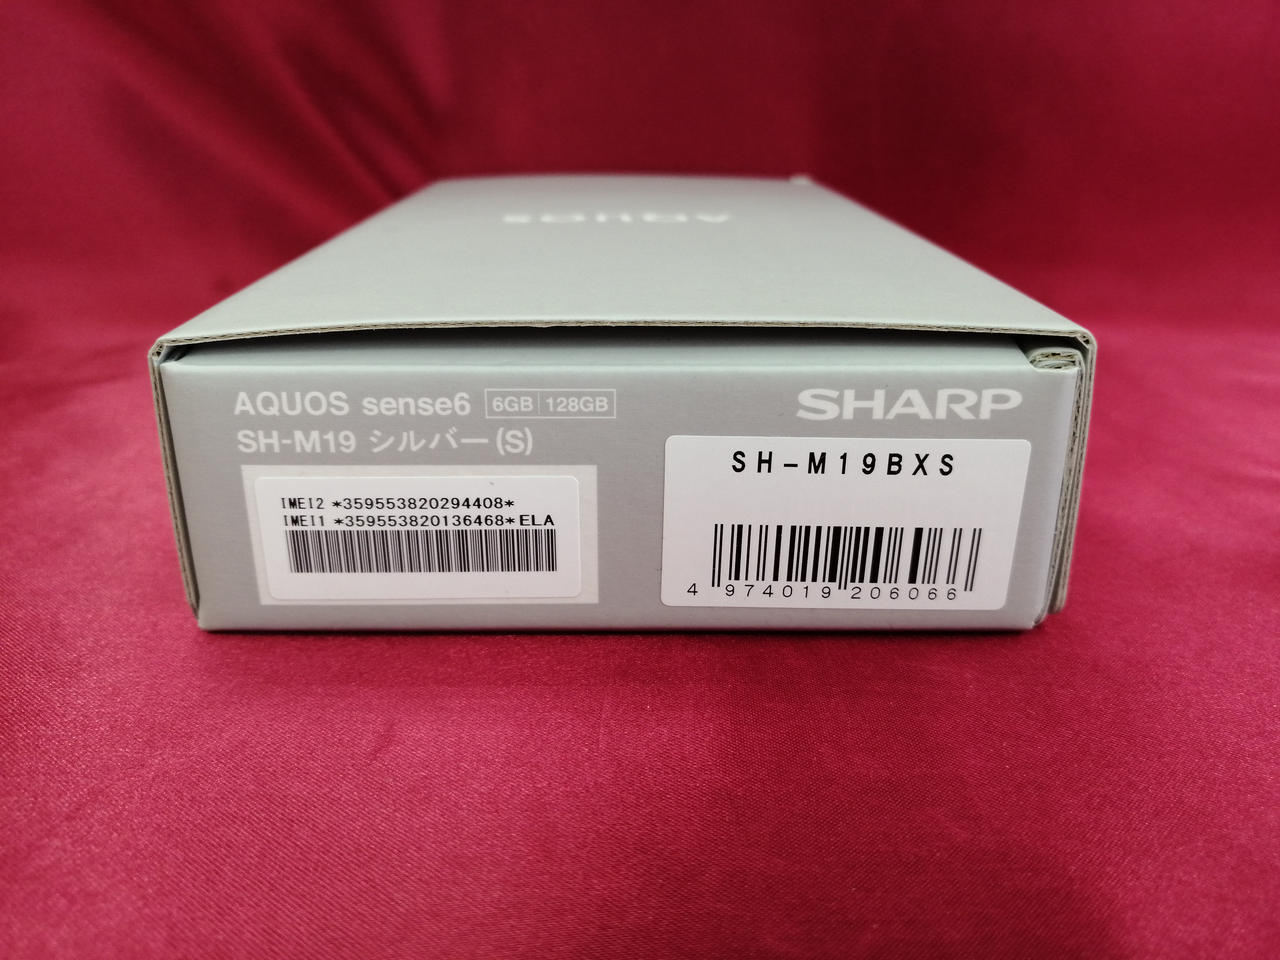 AQUOS
AQUOS sense6 6GB 128GB
SH-M19 シルバー(S)
SHARP
IMEI2 *359553820294408*
IMEI1 *359553820136468*ELA
SH-M19BXS
4 974019 206066